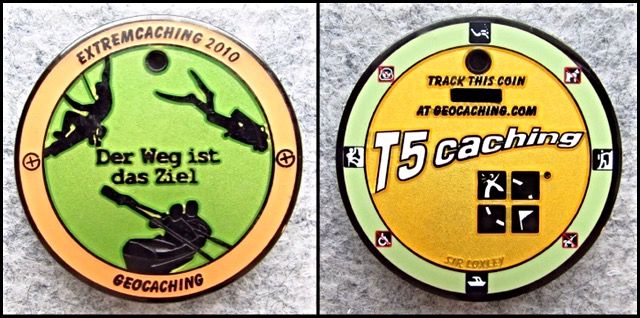 EXTREMCACHING 2010
Der Weg ist
das Ziel
GEOCACHING
TRACK THIS COIN
AT GEOCACHING.COM
T5 caching
®
SIR LOXLEY